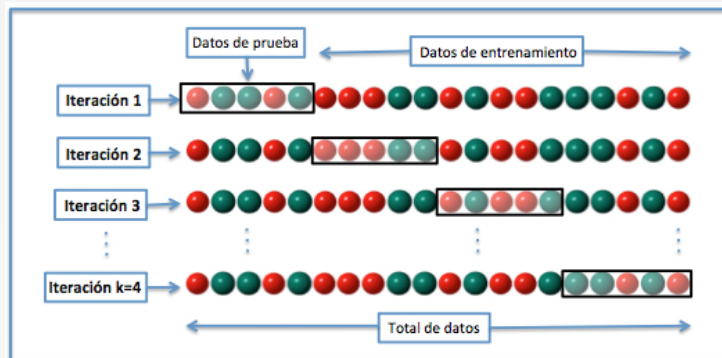 Datos de prueba
Datos de entrenamiento
Iteración 1
Iteración 2
Iteración 3
Iteración k=4
Total de datos